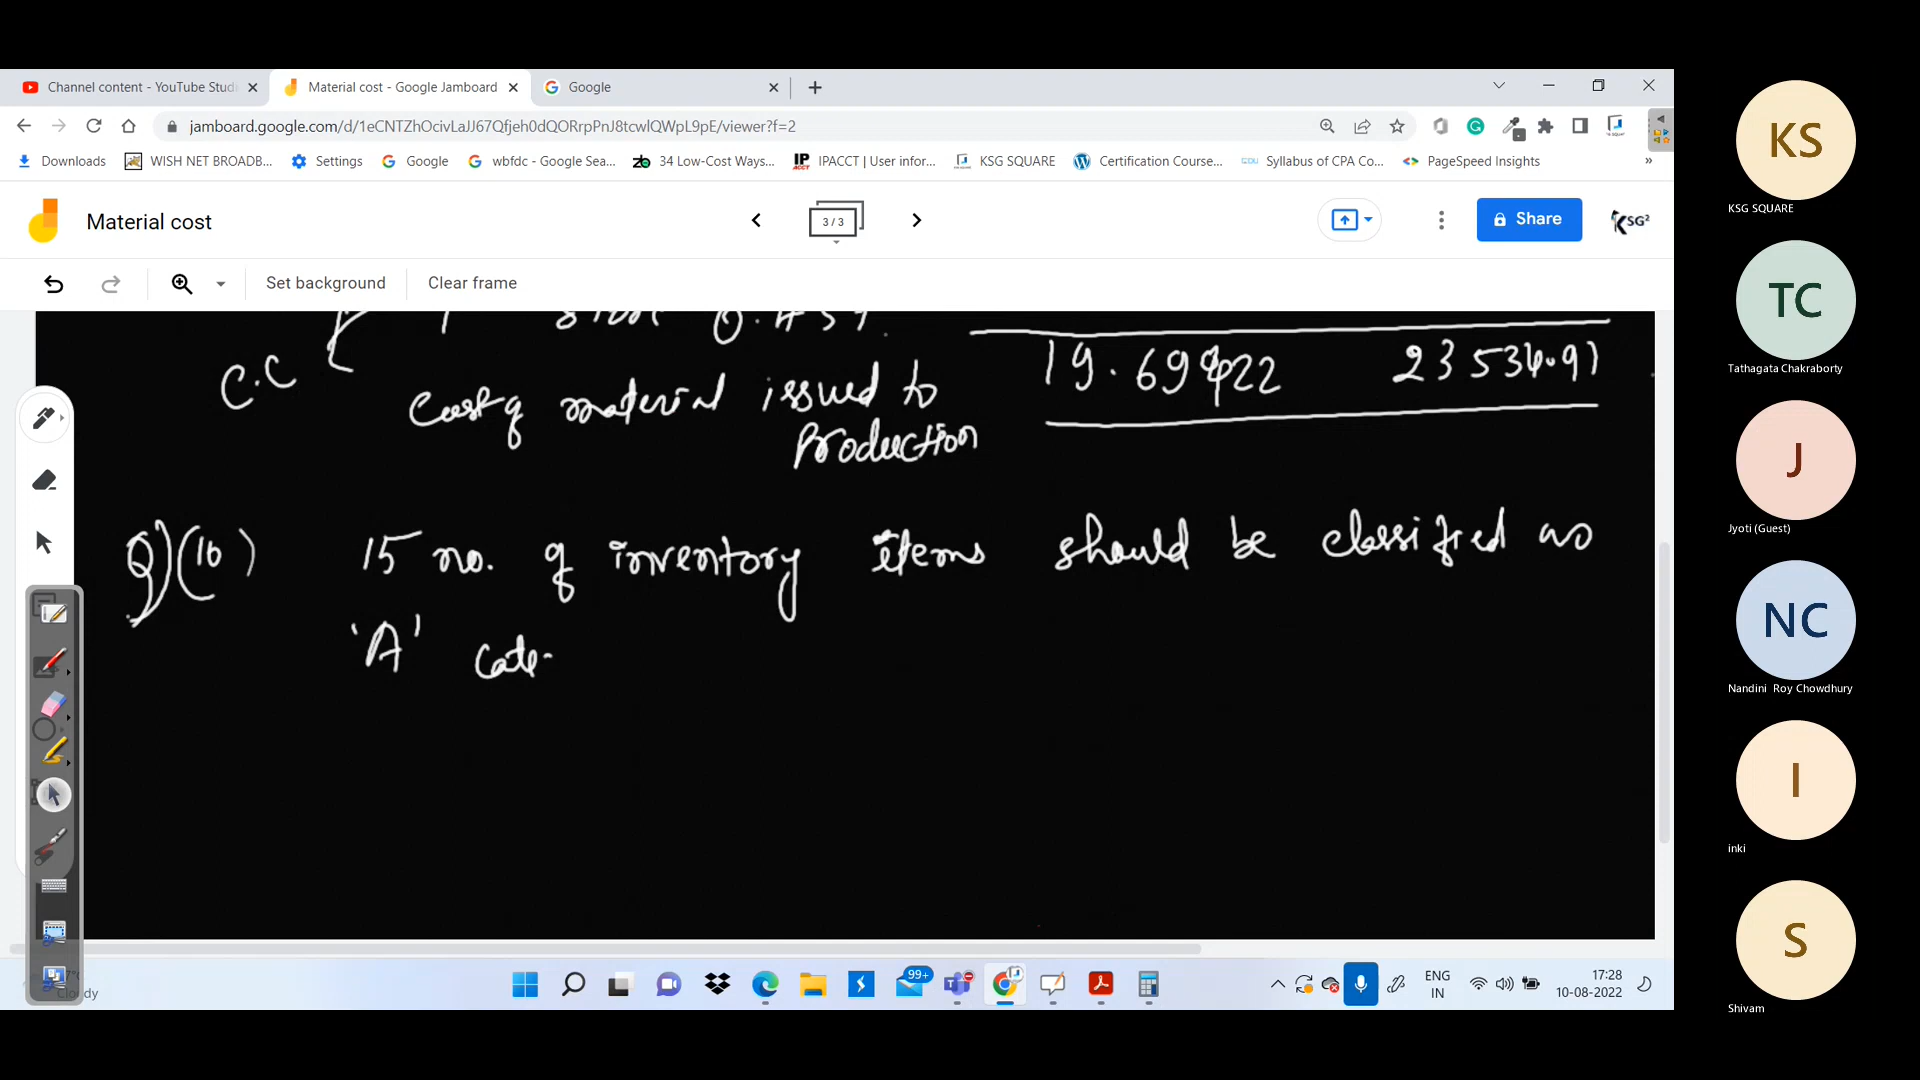 Channel content - YouTube Studi
Material cost - Google Jamboard
Google
jamboard.google.com/d/1eCNTZhOcivLaJJ67Qfjeh0dQORrpPnJ8tcwlQWpL9pE/viewer?f=2
Downloads
WISH NET BROADB...
Settings
Google
wbfdc - Google Sea...
34 Low-Cost Ways...
IPACCT | User infor...
KSG SQUARE
Certification Course...
Syllabus of CPA Co...
PageSpeed Insights
»
Material cost
3 / 3
Share
KSG²
Set background
Clear frame
C.C
Cost of material issued to 23534.91
Production
Q)(10) 15 no. of inventory items should be classified as
'A' cate-
Cloudy
99+
ENG
IN
17:28
10-08-2022
KS
KSG SQUARE
TC
Tathagata Chakraborty
J
Jyoti (Guest)
NC
Nandini Roy Chowdhury
I
inki
S
Shivam